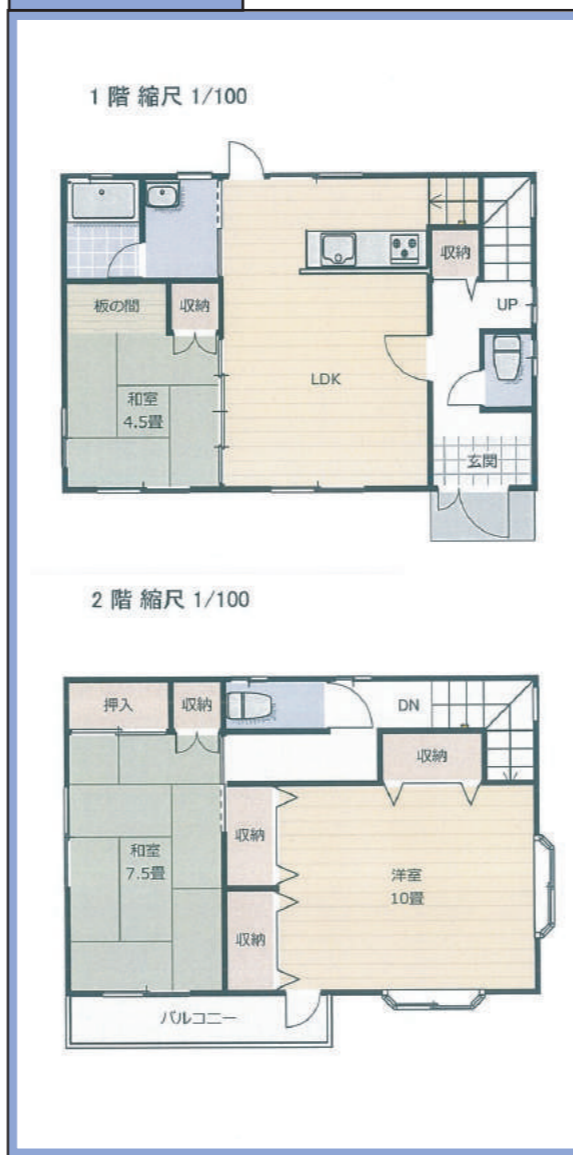 1 階 縮尺 1/100
収納
板の間
収納
UP
和室
4.5畳
LDK
玄関
2 階 縮尺 1/100
押入
収納
DN
収納
収納
和室
7.5畳
洋室
10畳
収納
バルコニー